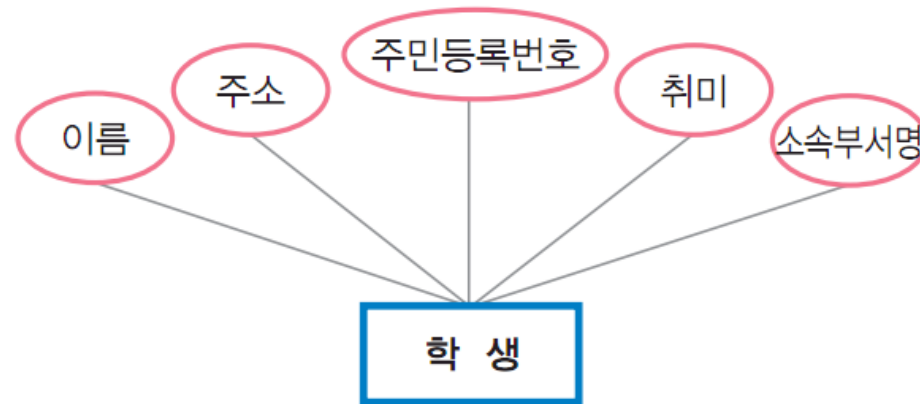 이름
주소
주민등록번호
취미
소속부서명
학 생